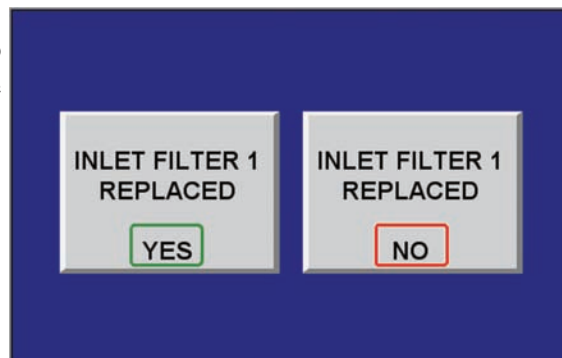 INLET FILTER 1
REPLACED
YES
INLET FILTER 1
REPLACED
NO